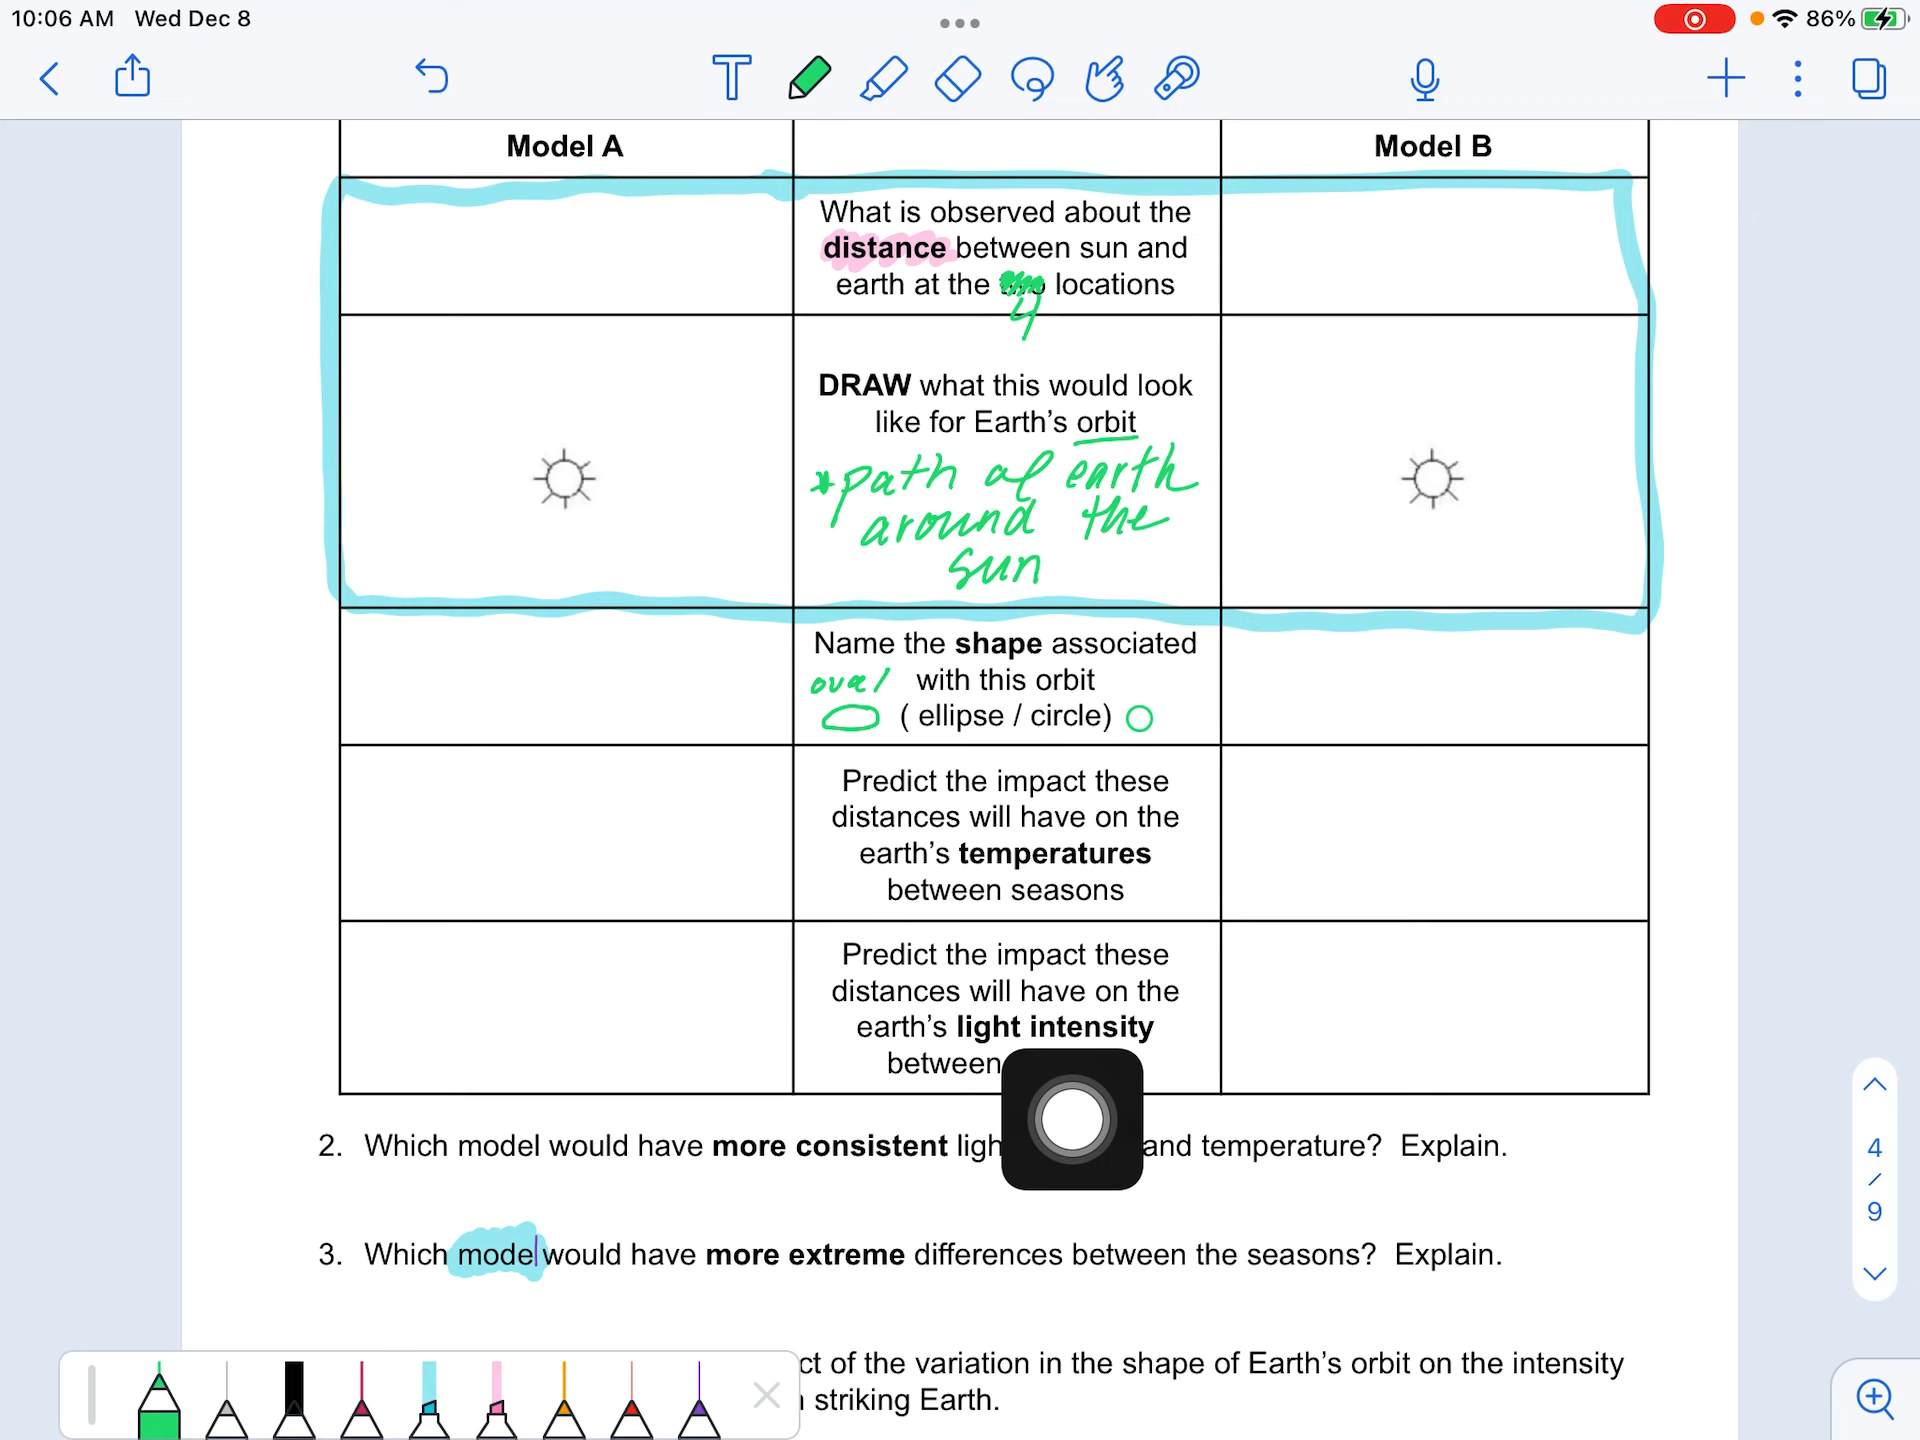 10:06 AM Wed Dec 8
86%
Model A
Model B
What is observed about the
distance between sun and
earth at the locations
4
DRAW what this would look
like for Earth's orbit
*path of earth
around the
sun
Name the shape associated
oval with this orbit
( ellipse / circle)
Predict the impact these
distances will have on the
earth's temperatures
between seasons
Predict the impact these
distances will have on the
earth's light intensity
between
2. Which model would have more consistent ligh and temperature? Explain.
3. Which model would have more extreme differences between the seasons? Explain.
ct of the variation in the shape of Earth's orbit on the intensity
striking Earth.
4
/
9